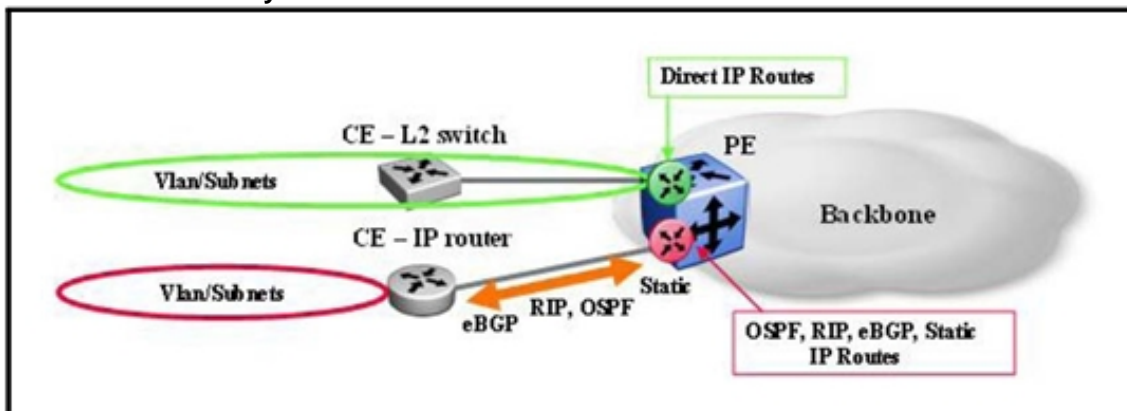 Direct IP Routes
CE – L2 switch
PE
Vlan/Subnets
Backbone
CE – IP router
Vlan/Subnets
Static
RIP, OSPF
eBGP
OSPF, RIP, eBGP, Static
IP Routes